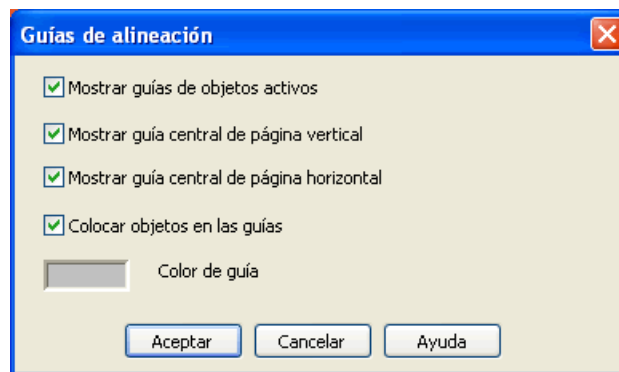 Guías de alineación
Mostrar guías de objetos activos
Mostrar guía central de página vertical
Mostrar guía central de página horizontal
Colocar objetos en las guías
Color de guía
Aceptar Cancelar Ayuda